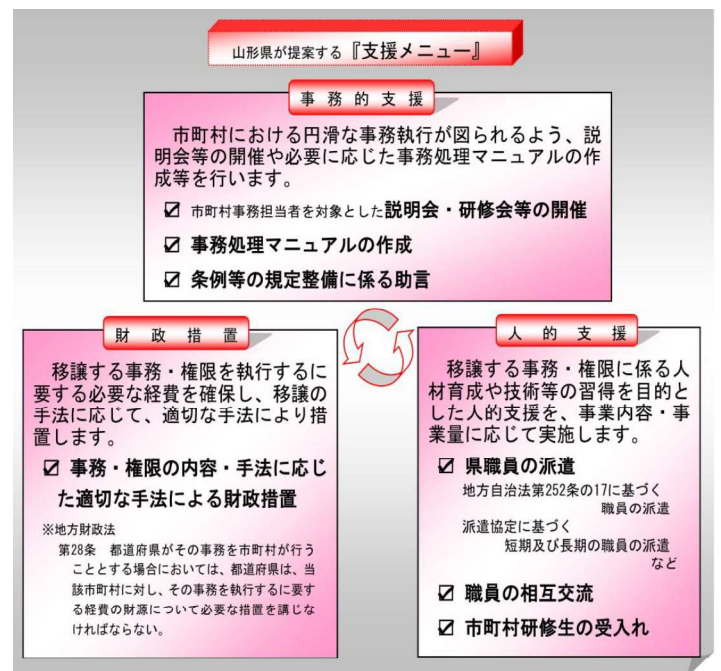 山形県が提案する『支援メニュー』
事務的支援
市町村における円滑な事務執行が図られるよう、説
明会等の開催や必要に応じた事務処理マニュアルの作
成等を行います。
☑ 市町村事務担当者を対象とした説明会・研修会等の開催
☑ 事務処理マニュアルの作成
☑ 条例等の規定整備に係る助言
財政措置
移譲する事務・権限を執行するに
要する必要な経費を確保し、移譲の
手法に応じて、適切な手法により措
置します。
☑ 事務・権限の内容・手法に応じ
た適切な手法による財政措置
※地方財政法
第28条 都道府県がその事務を市町村が行う
こととする場合においては、都道府県は、当
該市町村に対し、その事務を執行するに要す
る経費の財源について必要な措置を講じな
ければならない。
人的支援
移譲する事務・権限に係る人
材育成や技術等の習得を目的と
した人的支援を、事業内容・事
業量に応じて実施します。
☑ 県職員の派遣
地方自治法第252条の17に基づく
職員の派遣
派遣協定に基づく
短期及び長期の職員の派遣
など
☑ 職員の相互交流
☑ 市町村研修生の受入れ